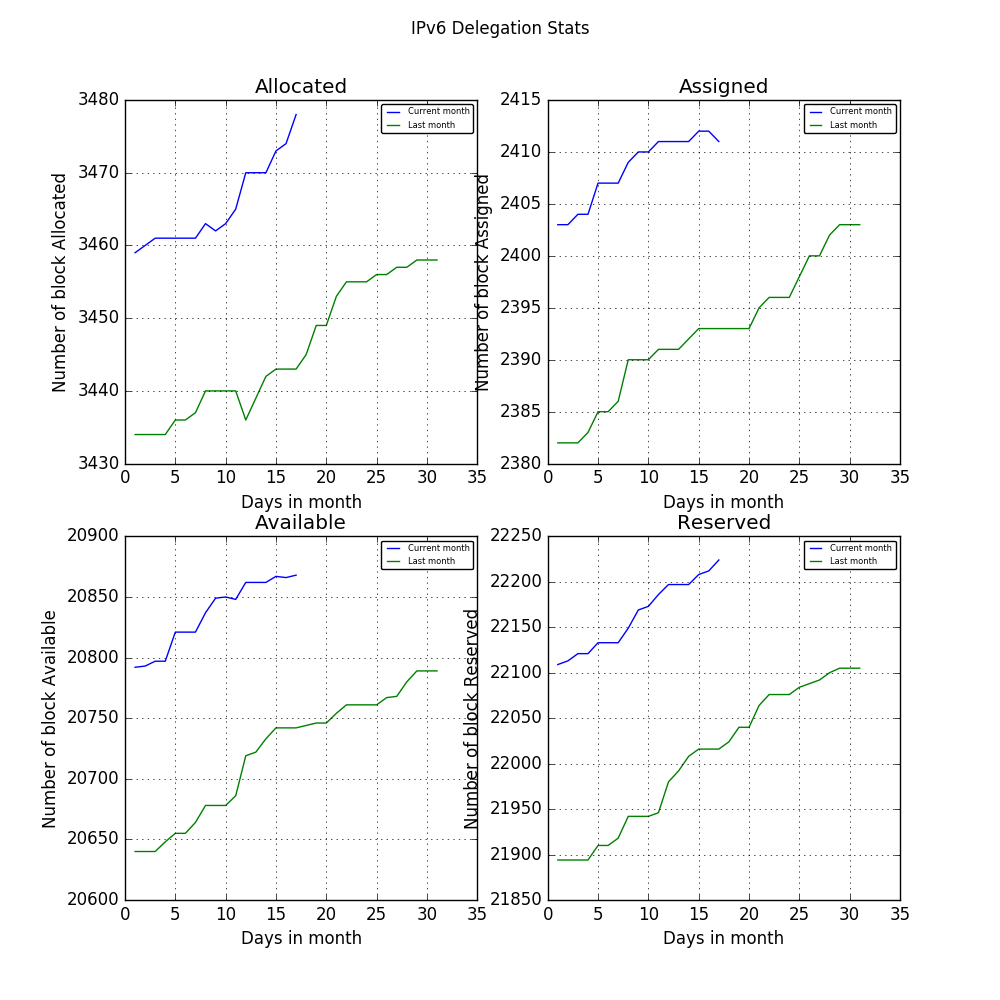 IPv6 Delegation Stats
Allocated
Number of block Allocated
3480
3470
3460
3450
3440
3430
0 5 10 15 20 25 30 35
Days in month
Current month
Last month
Assigned
Number of block Assigned
2415
2410
2405
2400
2395
2390
2385
2380
0 5 10 15 20 25 30 35
Days in month
Current month
Last month
Available
Number of block Available
20900
20850
20800
20750
20700
20650
20600
0 5 10 15 20 25 30 35
Days in month
Current month
Last month
Reserved
Number of block Reserved
22250
22200
22150
22100
22050
22000
21950
21900
21850
0 5 10 15 20 25 30 35
Days in month
Current month
Last month